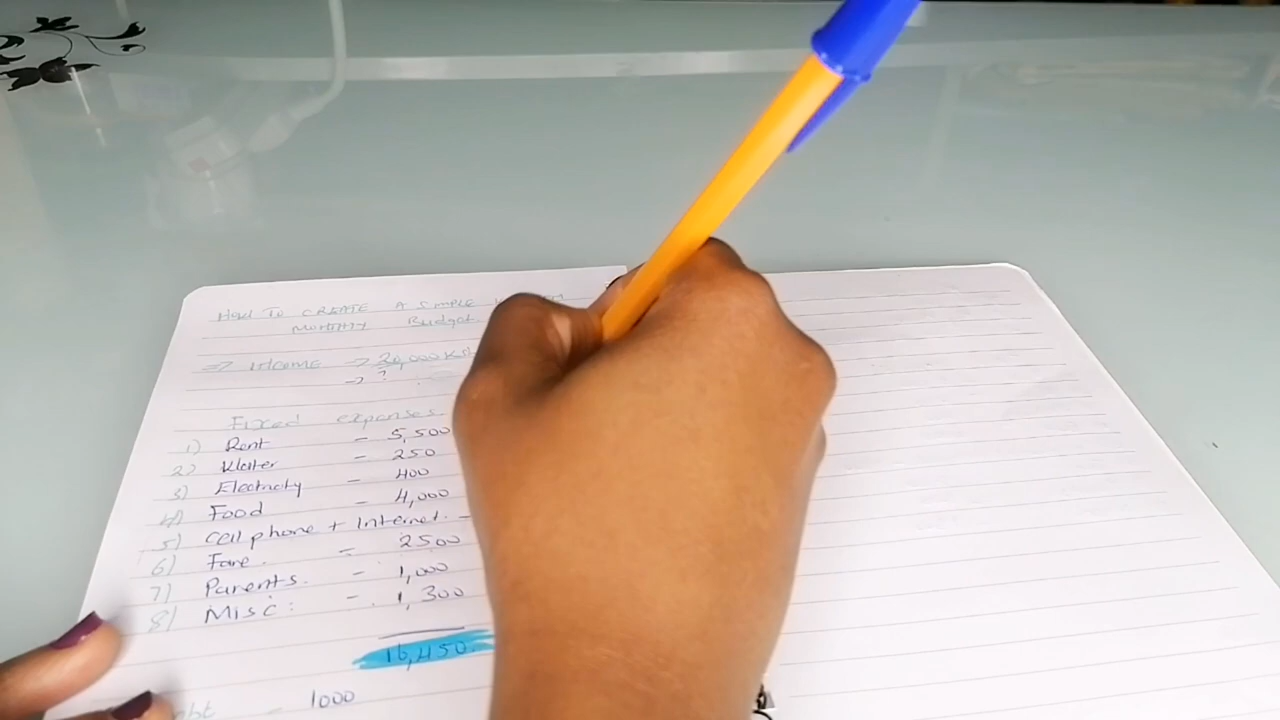 How To CREATE A Simple
Monthly Budget
=> Income -> 20,000 Ksh
-> ?
Fixed expenses.
1) Rent - 5,500
2) Water - 250
3) Electricity - 400
4) Food - 4,000
5) Cell phone + Internet. -
6) Fare. - 2500
7) Parents. - 1,000
8) Misc: - 1,300
16,450.
1000